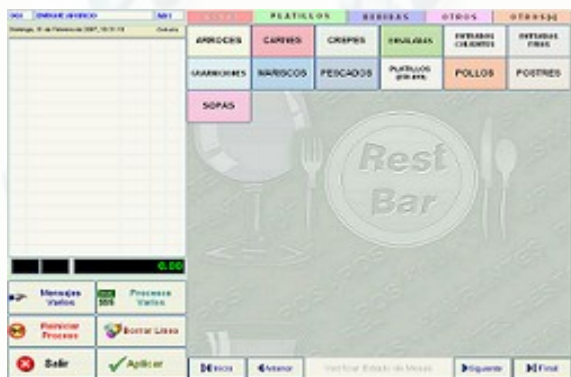 PLATILLOS
BEBIDAS
OTROS
ARROCES
CARNES
CREPES
ENSALADAS
ENTRADAS
CALIENTES
ENTRADAS
FRIAS
GUARNICIONES
MARISCOS
PESCADOS
PLATILLOS
POLLOS
POSTRES
SOPAS
Rest
Bar
0.00
Mensajes
Varios
Procesos
Varios
Reiniciar
Proceso
Borrar Linea
Salir
Aplicar
Inicio
Anterior
Verificar Estado de Mesas
Siguiente
Final